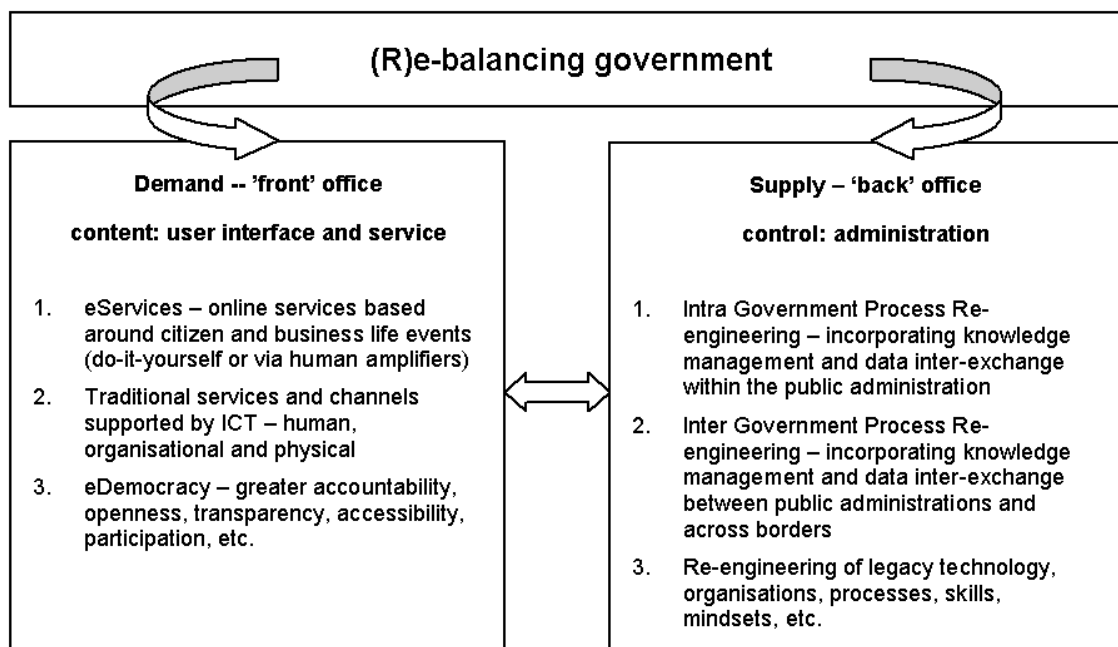 (R)e-balancing government
Demand -- 'front' office
content: user interface and service
1. eServices – online services based
around citizen and business life events
(do-it-yourself or via human amplifiers)
2. Traditional services and channels
supported by ICT – human,
organisational and physical
3. eDemocracy – greater accountability,
openness, transparency, accessibility,
participation, etc.
Supply – ‘back’ office
control: administration
1. Intra Government Process Re-
engineering – incorporating knowledge
management and data inter-exchange
within the public administration
2. Inter Government Process Re-
engineering – incorporating knowledge
management and data inter-exchange
between public administrations and
across borders
3. Re-engineering of legacy technology,
organisations, processes, skills,
mindsets, etc.